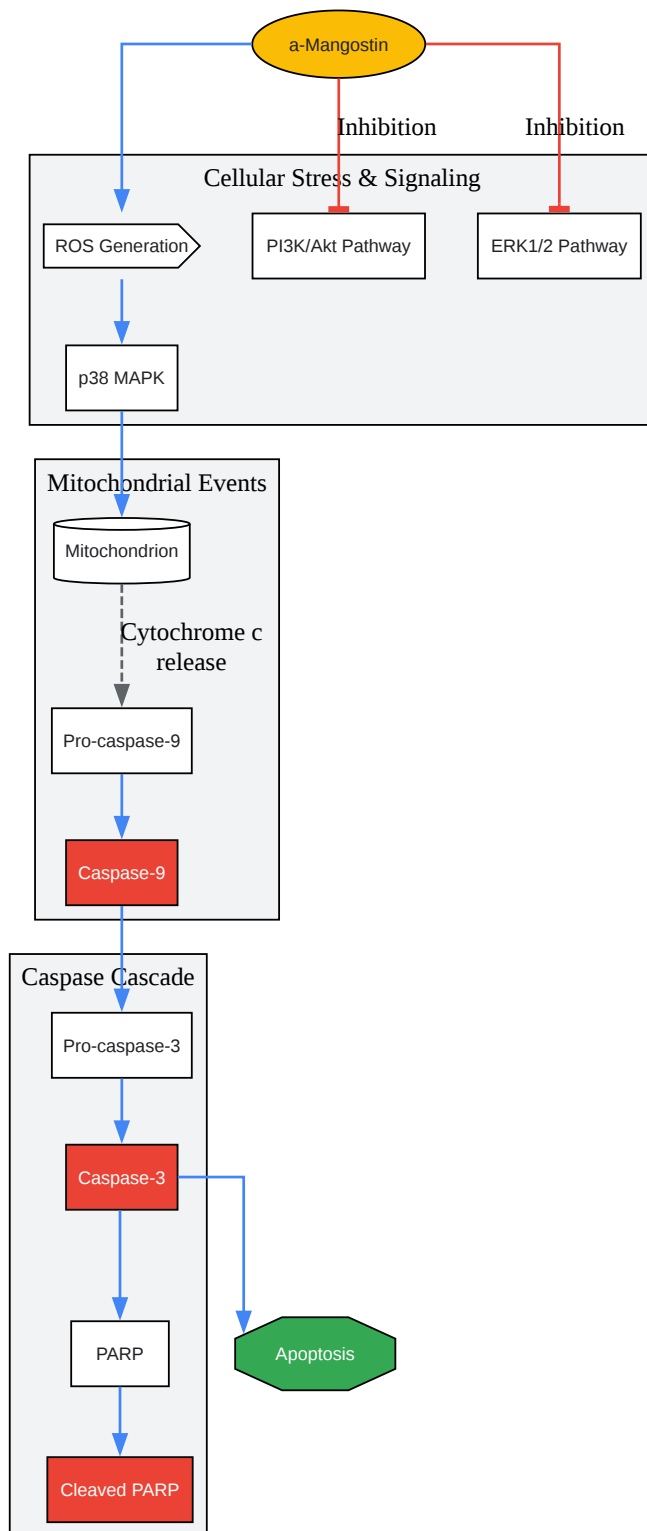 a-Mangostin
Inhibition
Inhibition
Cellular Stress & Signaling
ROS Generation
PI3K/Akt Pathway
ERK1/2 Pathway
p38 MAPK
Mitochondrial Events
Mitochondrion
Cytochrome c
release
Pro-caspase-9
Caspase-9
Caspase Cascade
Pro-caspase-3
Caspase-3
PARP
Apoptosis
Cleaved PARP